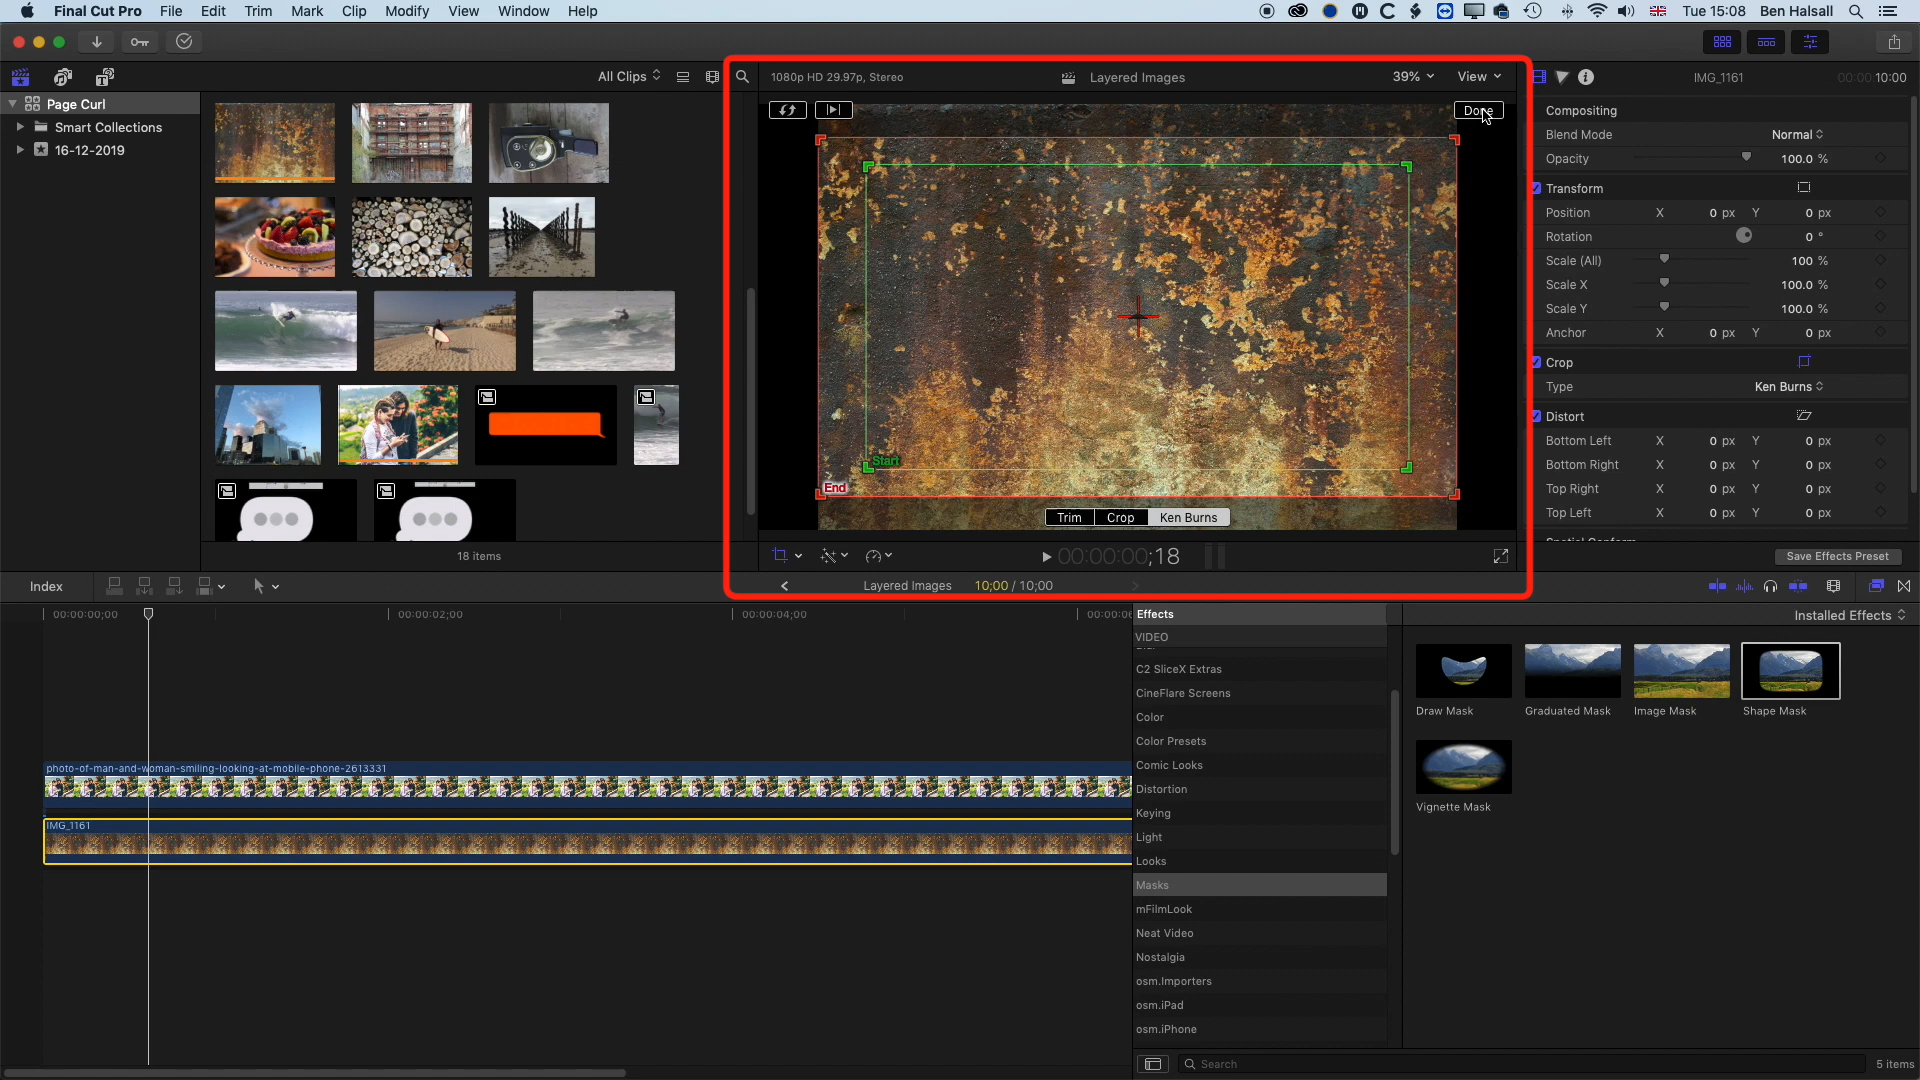 Final Cut Pro File Edit Trim Mark Clip Modify View Window Help
Tue 15:08 Ben Halsall
All Clips
1080p HD 29.97p, Stereo
Layered Images
39%
View
IMG_1161
00:00:10:00
Page Curl
Smart Collections
16-12-2019
Done
Start
End
Trim Crop Ken Burns
Compositing
Blend Mode Normal
Opacity 100.0 %
Transform
Position X 0 px Y 0 px
Rotation 0 °
Scale (All) 100 %
Scale X 100.0 %
Scale Y 100.0 %
Anchor X 0 px Y 0 px
Crop
Type Ken Burns
Distort
Bottom Left X 0 px Y 0 px
Bottom Right X 0 px Y 0 px
Top Right X 0 px Y 0 px
Top Left X 0 px Y 0 px
18 items
00:00:00;18
Save Effects Preset
Index
Layered Images 10;00 / 10;00
00:00:00;00
00:00:02;00
00:00:04;00
Effects
Installed Effects
VIDEO
C2 SliceX Extras
CineFlare Screens
Color
Color Presets
Comic Looks
Distortion
Keying
Light
Looks
Masks
mFilmLook
Neat Video
Nostalgia
osm.Importers
osm.iPad
osm.iPhone
Draw Mask
Graduated Mask
Image Mask
Shape Mask
Vignette Mask
photo-of-man-and-woman-smiling-looking-at-mobile-phone-2613331
IMG_1161
Search
5 items